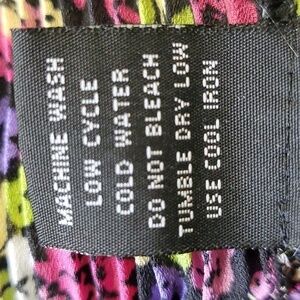 MACHINE WASH
LOW CYCLE
COLD WATER
DO NOT BLEACH
TUMBLE DRY LOW
USE COOL IRON